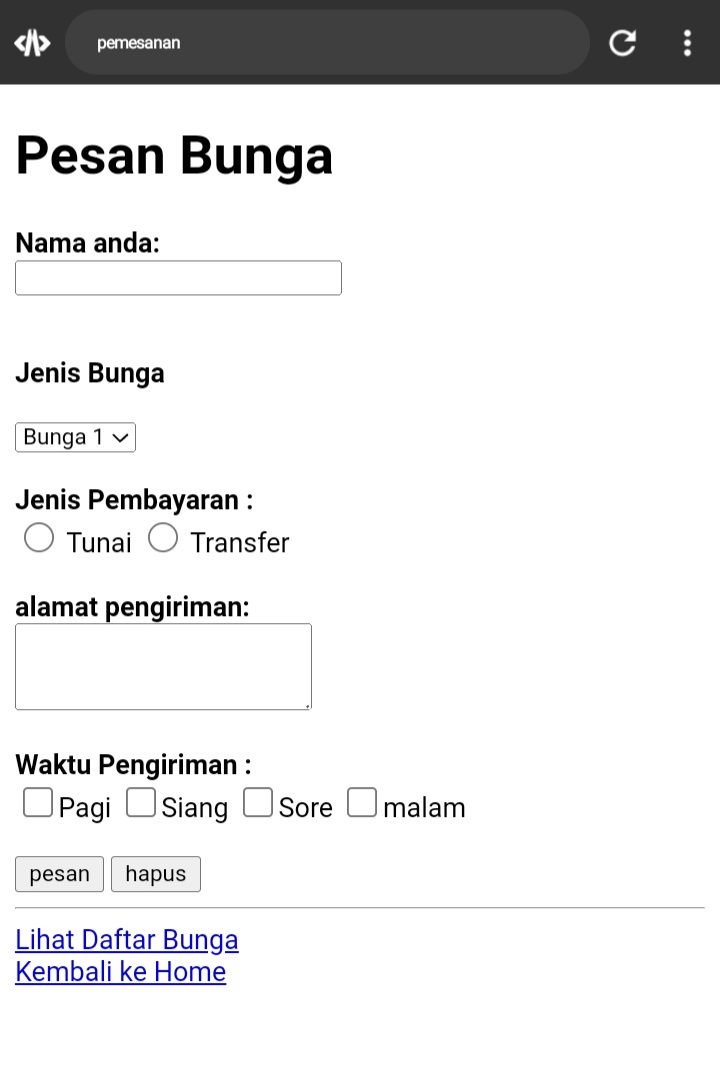 pemesanan
Pesan Bunga
Nama anda:
Jenis Bunga
Bunga 1
Jenis Pembayaran :
Tunai Transfer
alamat pengiriman:
Waktu Pengiriman :
Pagi Siang Sore malam
pesan hapus
Lihat Daftar Bunga
Kembali ke Home